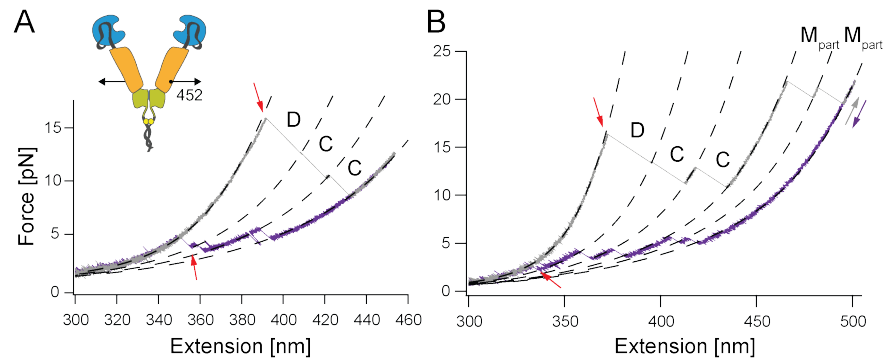 A
452
D
C
C
Force [pN]
15
10
5
0
300 320 340 360 380 400 420 440 460
Extension [nm]
B
M part M part
D
C
C
25
20
15
10
5
0
300 350 400 450 500
Extension [nm]